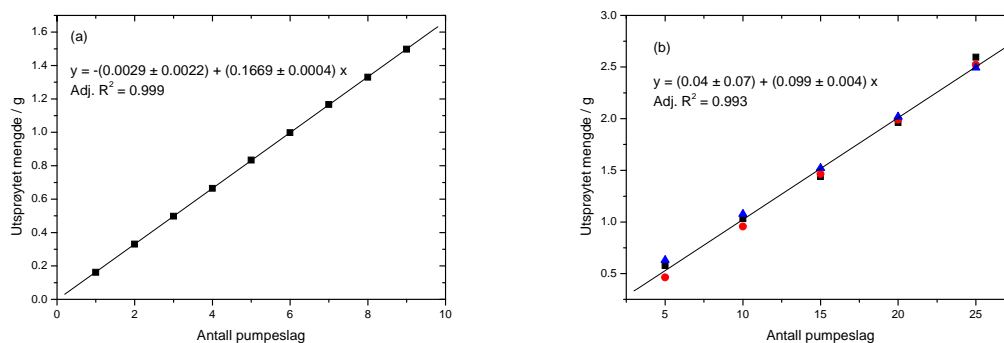 (a)
y = -(0.0029 ± 0.0022) + (0.1669 ± 0.0004) x
Adj. R² = 0.999
1.6
1.4
1.2
1.0
0.8
0.6
0.4
0.2
0.0
Utsprøytet mengde / g
0 2 4 6 8 10
Antall pumpeslag
(b)
y = (0.04 ± 0.07) + (0.099 ± 0.004) x
Adj. R² = 0.993
3.0
2.5
2.0
1.5
1.0
0.5
Utsprøytet mengde / g
5 10 15 20 25
Antall pumpeslag